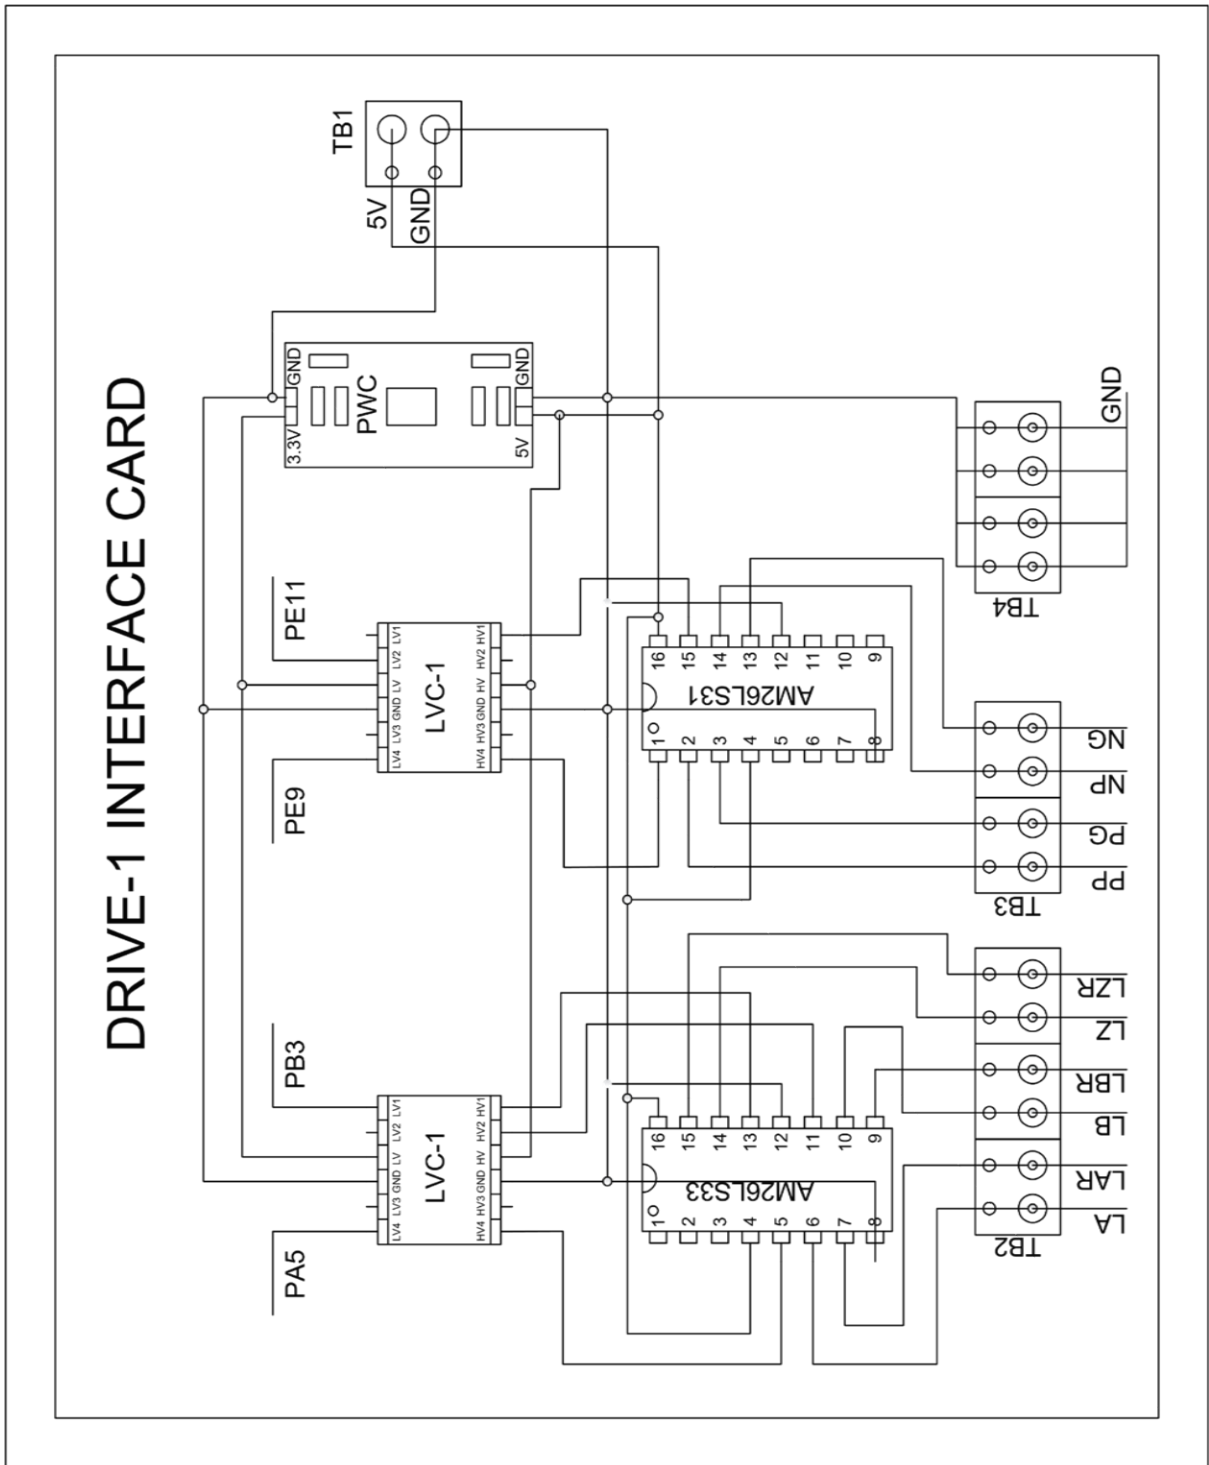 DRIVE-1 INTERFACE CARD
TB1
5V
GND
GND
PWC
GND
3.3V
5V
GND
TB4
PE11
LV1
LV2
LV
GND
LV3
LV4
LVC-1
HV1
HV2
HV
GND
HV3
HV4
PE9
16
15
14
13
12
11
10
9
AM26LS31
1
2
3
4
5
6
7
8
NG
NP
PG
PP
TB3
PB3
LV1
LV2
LV
GND
LV3
LV4
LVC-1
HV1
HV2
HV
GND
HV3
HV4
PA5
16
15
14
13
12
11
10
9
AM26LS33
1
2
3
4
5
6
7
8
LZR
LZ
LBR
LB
LAR
LA
TB2